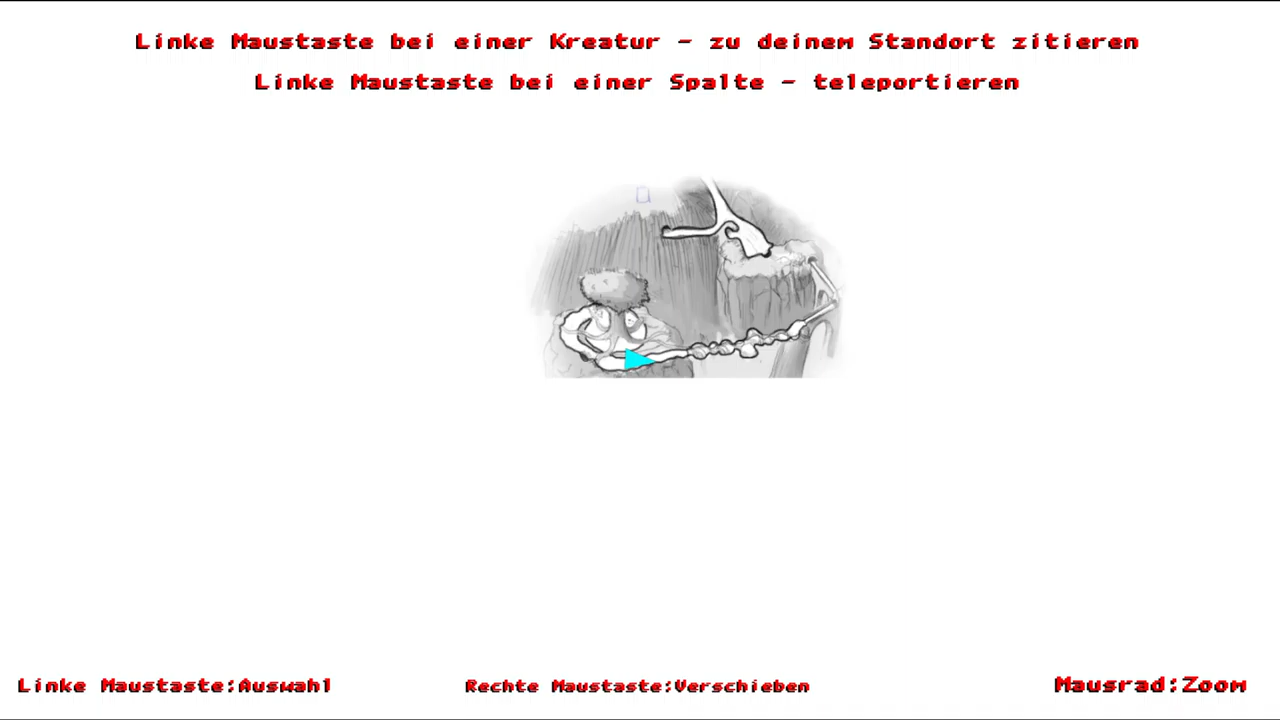 Linke Maustaste bei einer Kreatur - zu deinem Standort zitieren
Linke Maustaste bei einer Spalte - teleportieren
Linke Maustaste:Auswahl
Rechte Maustaste:Verschieben
Mausrad:Zoom